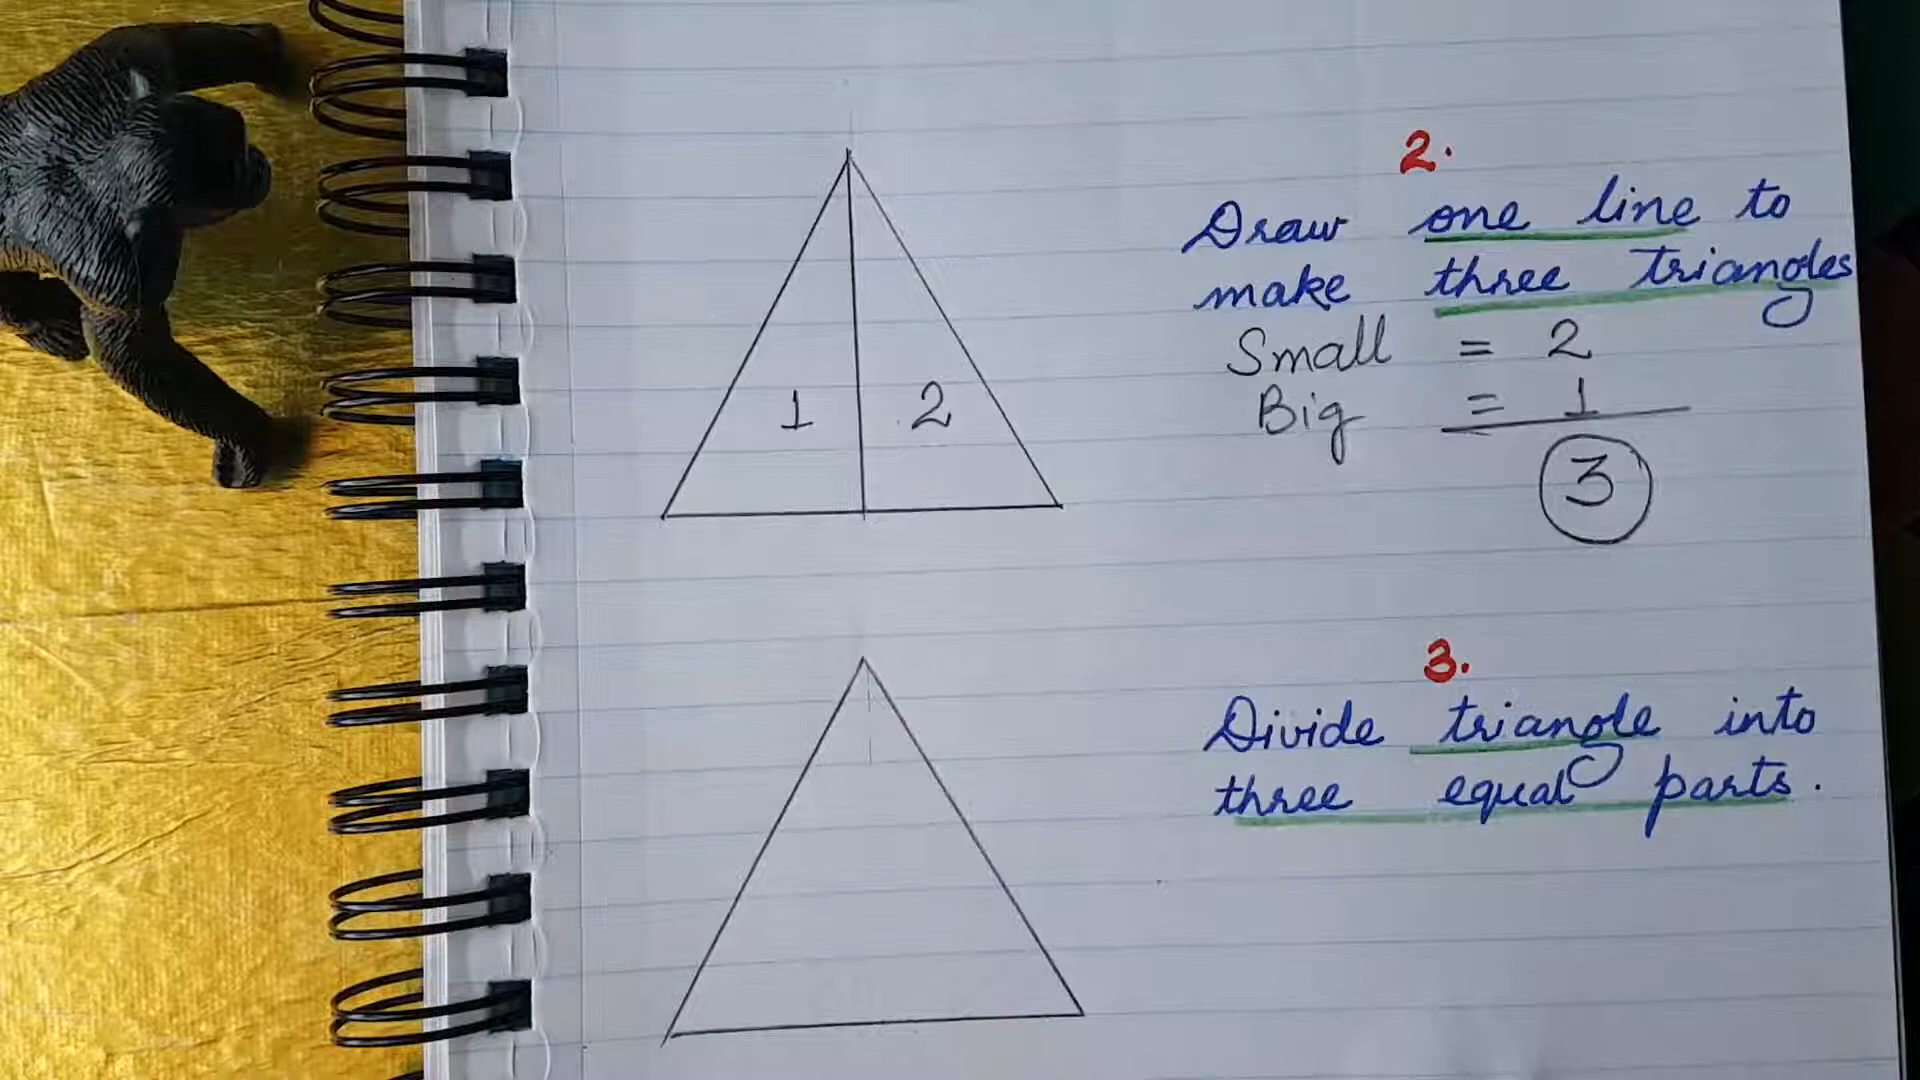 2.
Draw one line to
make three triangles
Small = 2
Big = 1
3
1 2
3.
Divide triangle into
three equal parts.